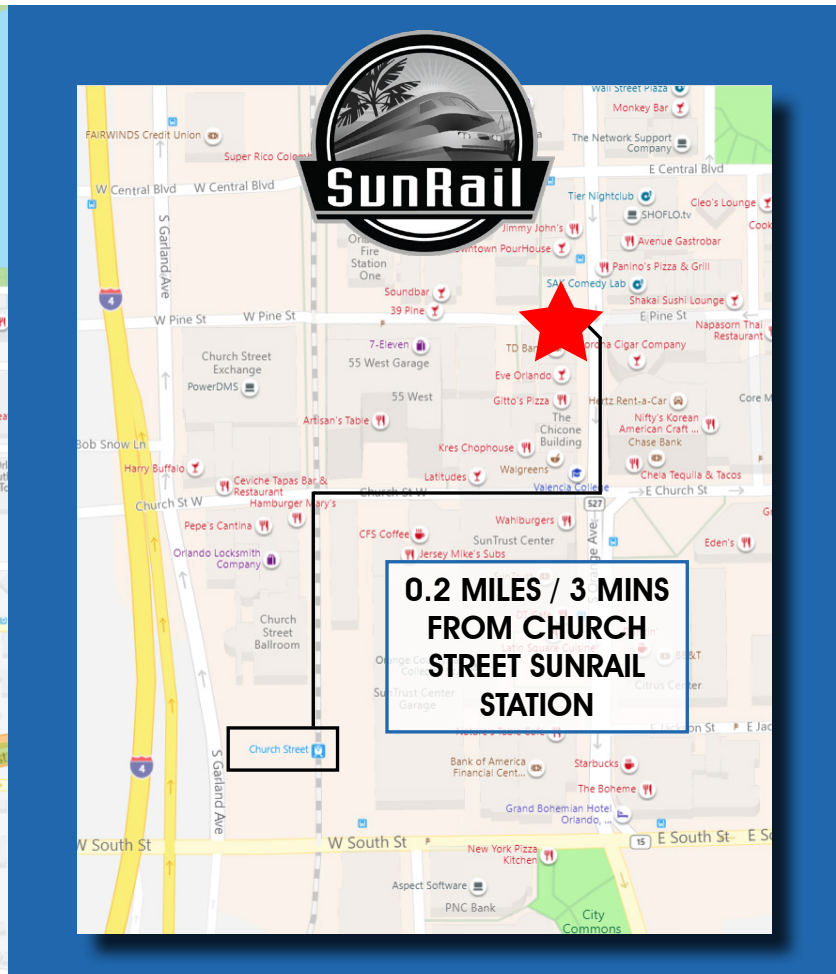 Wall Street Plaza
Monkey Bar
FAIRWINDS Credit Union
The Network Support
Company
Super Rico
E Central Blvd
W Central Blvd W Central Blvd
SunRail
Tier Nightclub
Cleo's Lounge
SHOFLO.tv
Jimmy John's
Cook
S Garland Ave
Avenue Gastrobar
PourHouse
Fire
Station
One
Panino's Pizza & Grill
SAK Comedy Lab
4
Soundbar
Shakai Sushi Lounge
39 Pine
W Pine St W Pine St
E Pine St
Napasorn Thai
Restaurant
7-Eleven
TD
Cigar Company
Church Street
Exchange
55 West Garage
PowerDMS
Eve Orlando
55 West
Gitto's Pizza
Hertz Rent-a-Car
Core M
Artisan's Table
The
Chicone
Building
Nifty's Korean
American Craft ...
Bob Snow Ln
Kres Chophouse
Chase Bank
Harry Buffalo
Walgreens
Chela Tequila & Tacos
Ceviche Tapas Bar &
Restaurant
Latitudes
Valencia College
Church St W
Church St W
E Church St
Hamburger Mary's
527
Pepe's Cantina
Wahlburgers
CFS Coffee
SunTrust Center
Eden's
Orlando Locksmith
Company
Jersey Mike's Subs
S Orange Ave
0.2 MILES / 3 MINS
FROM CHURCH
STREET SUNRAIL
STATION
Church
Street
Ballroom
Latin Square Cuisine
SunTrust Center
Garage
Citrus Center
E Jackson St E Jac
Church Street
4
S Garland Ave
Bank of America
Financial Cent...
Starbucks
The Boheme
Grand Bohemian Hotel
Orlando, ...
W South St
W South St
15
E South St
New York Pizza
Kitchen
Aspect Software
PNC Bank
City
Commons